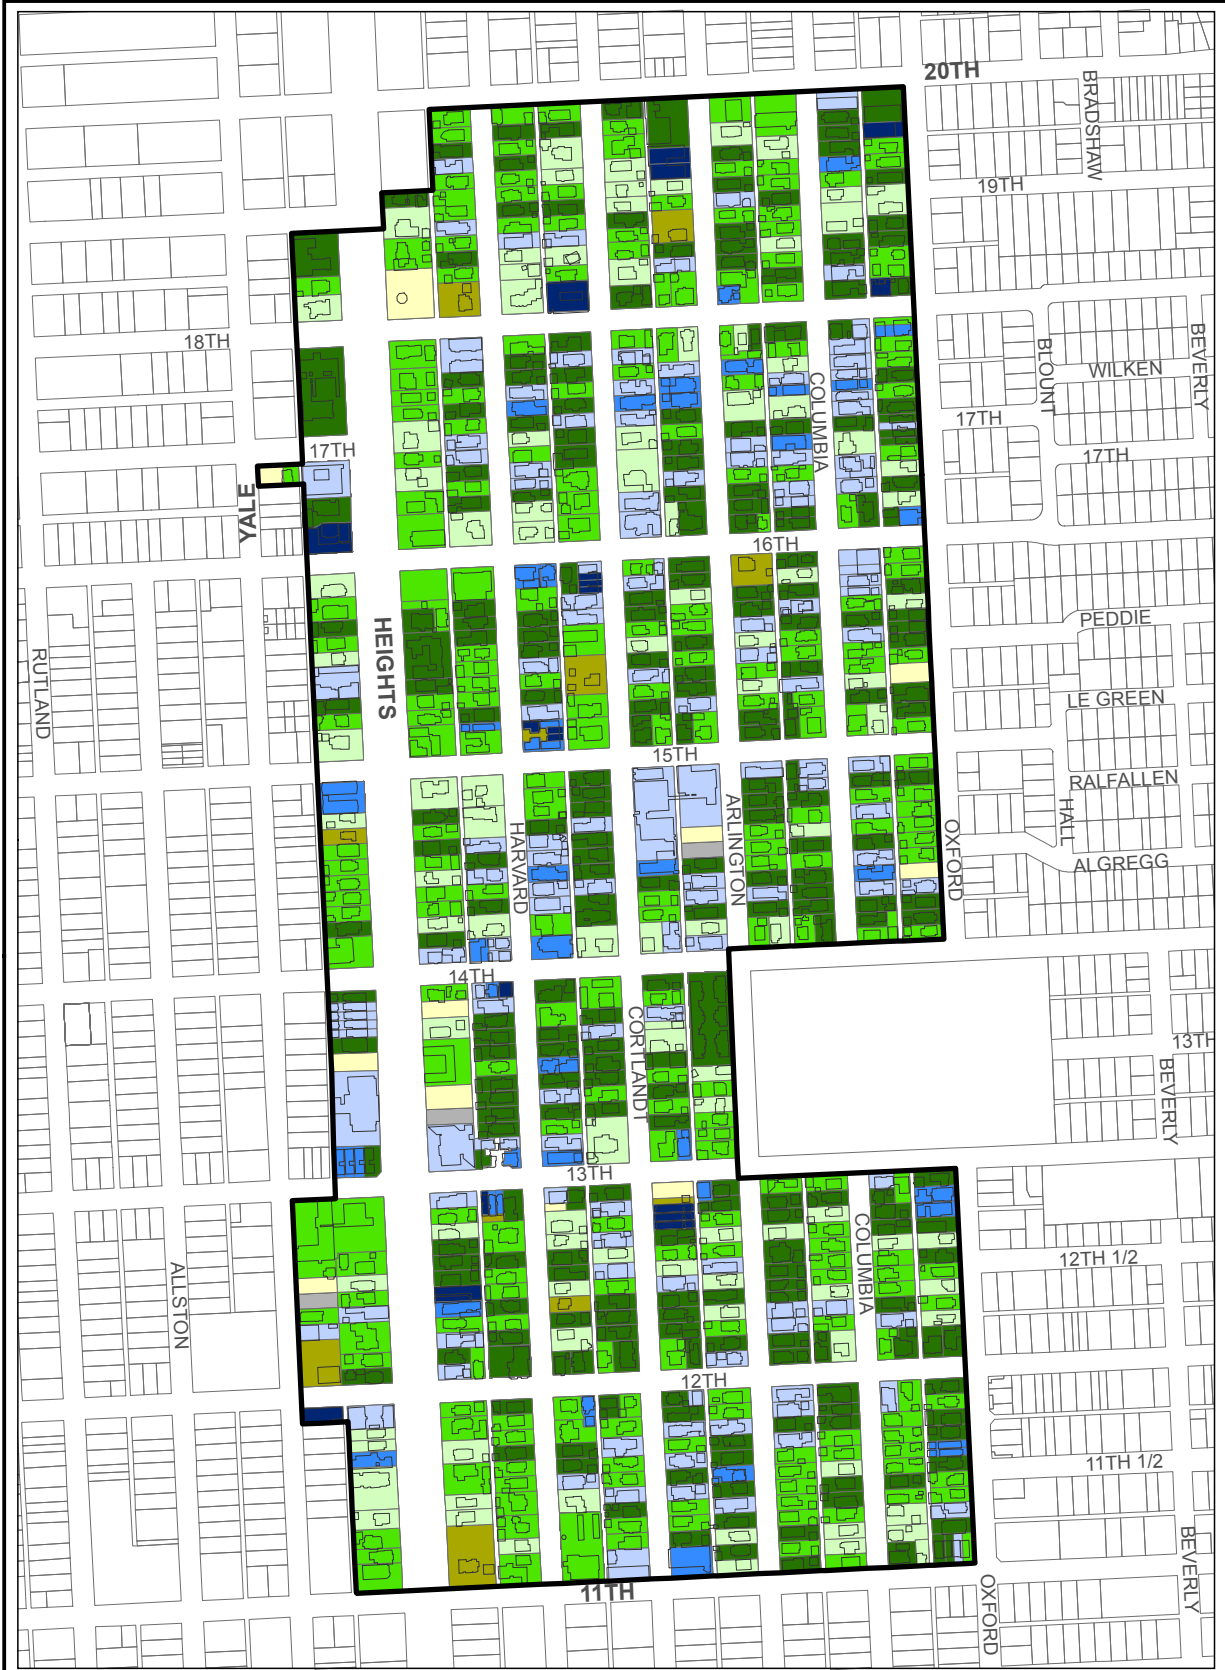 20TH
BRADSHAW
19TH
18TH
BLOUNT
BEVERLY
WILKEN
COLUMBIA
17TH
17TH
17TH
YALE
16TH
PEDDIE
HEIGHTS
RUTLAND
LE GREEN
15TH
RALFALLEN
HARVARD
ARLINGTON
HALL
OXFORD
ALGREGG
14TH
CORTLANDT
13TH
BEVERLY
13TH
COLUMBIA
12TH 1/2
ALLSTON
12TH
11TH 1/2
BEVERLY
11TH
OXFORD